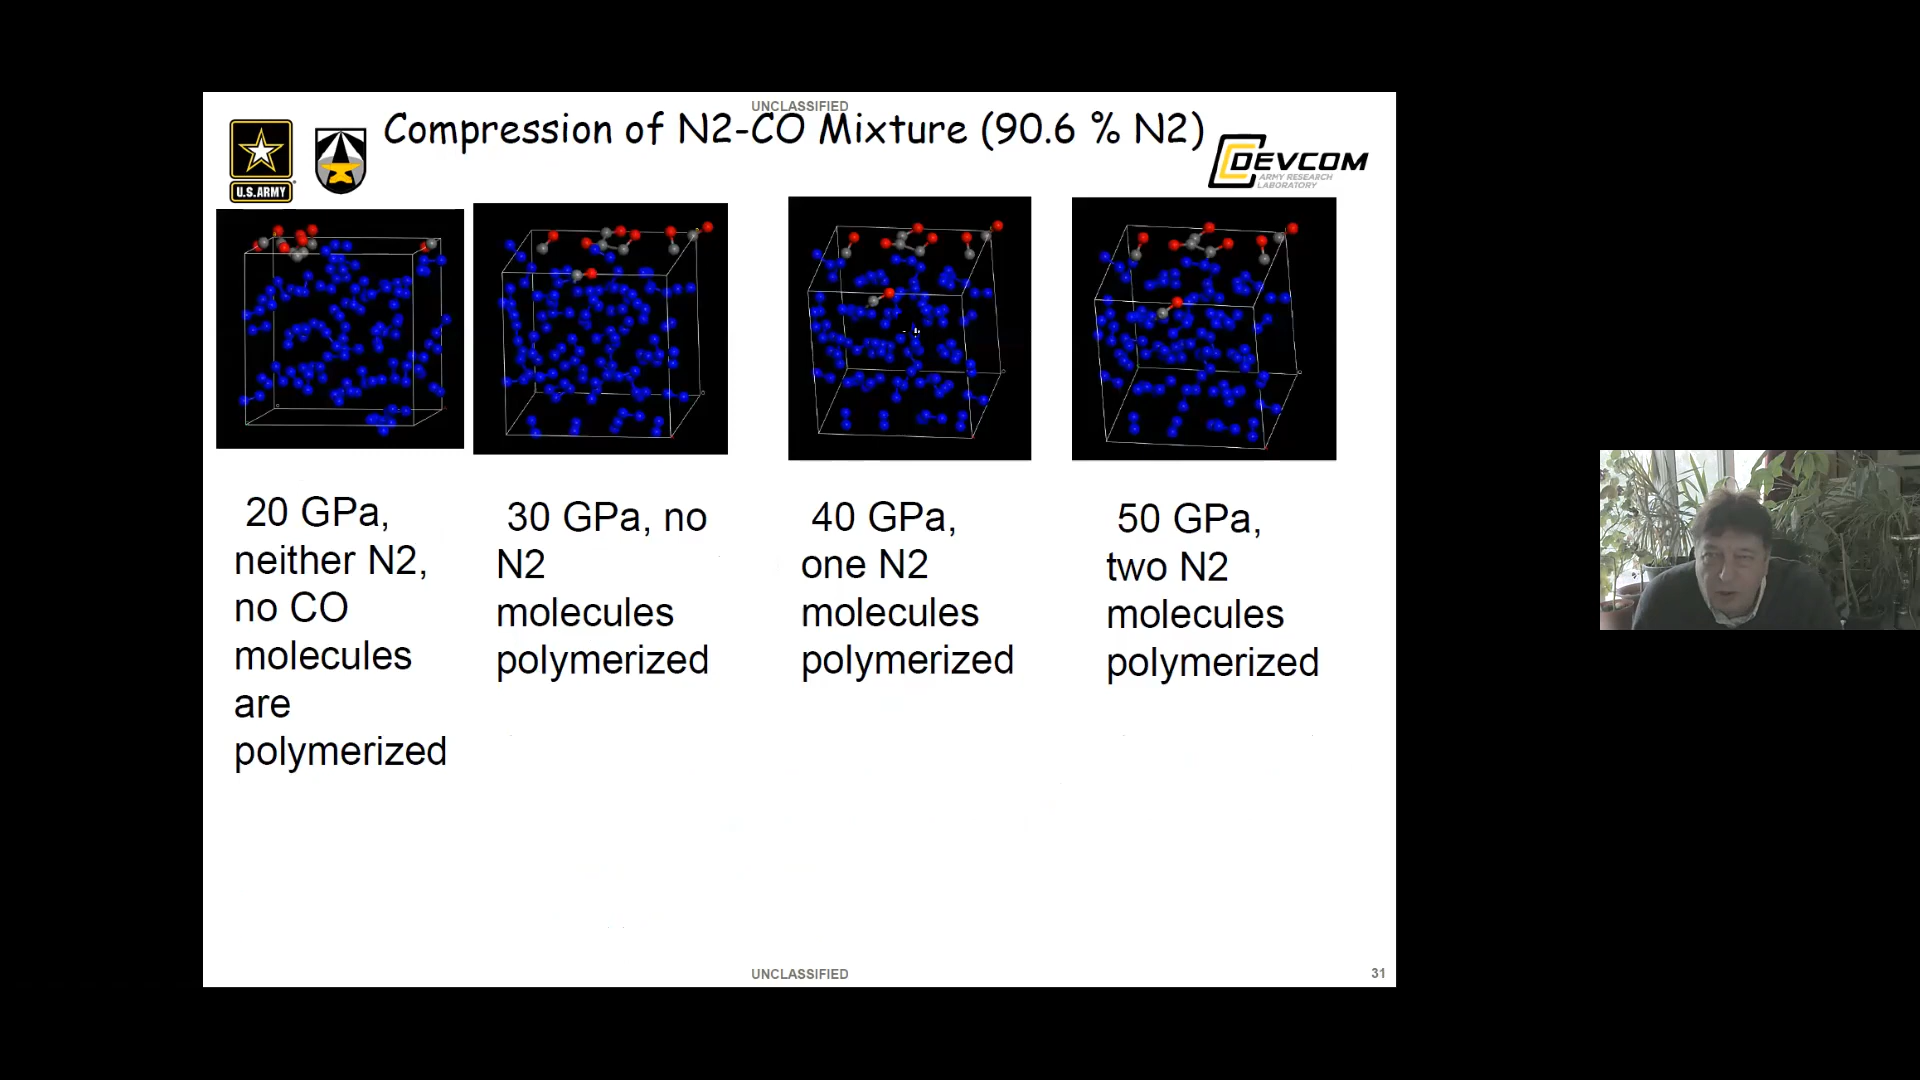 UNCLASSIFIED
Compression of N2-CO Mixture (90.6 % N2)
U.S.ARMY
DEVCOM
ARMY RESEARCH
LABORATORY
20 GPa,
neither N2,
no CO
molecules
are
polymerized
30 GPa, no
N2
molecules
polymerized
40 GPa,
one N2
molecules
polymerized
50 GPa,
two N2
molecules
polymerized
UNCLASSIFIED
31